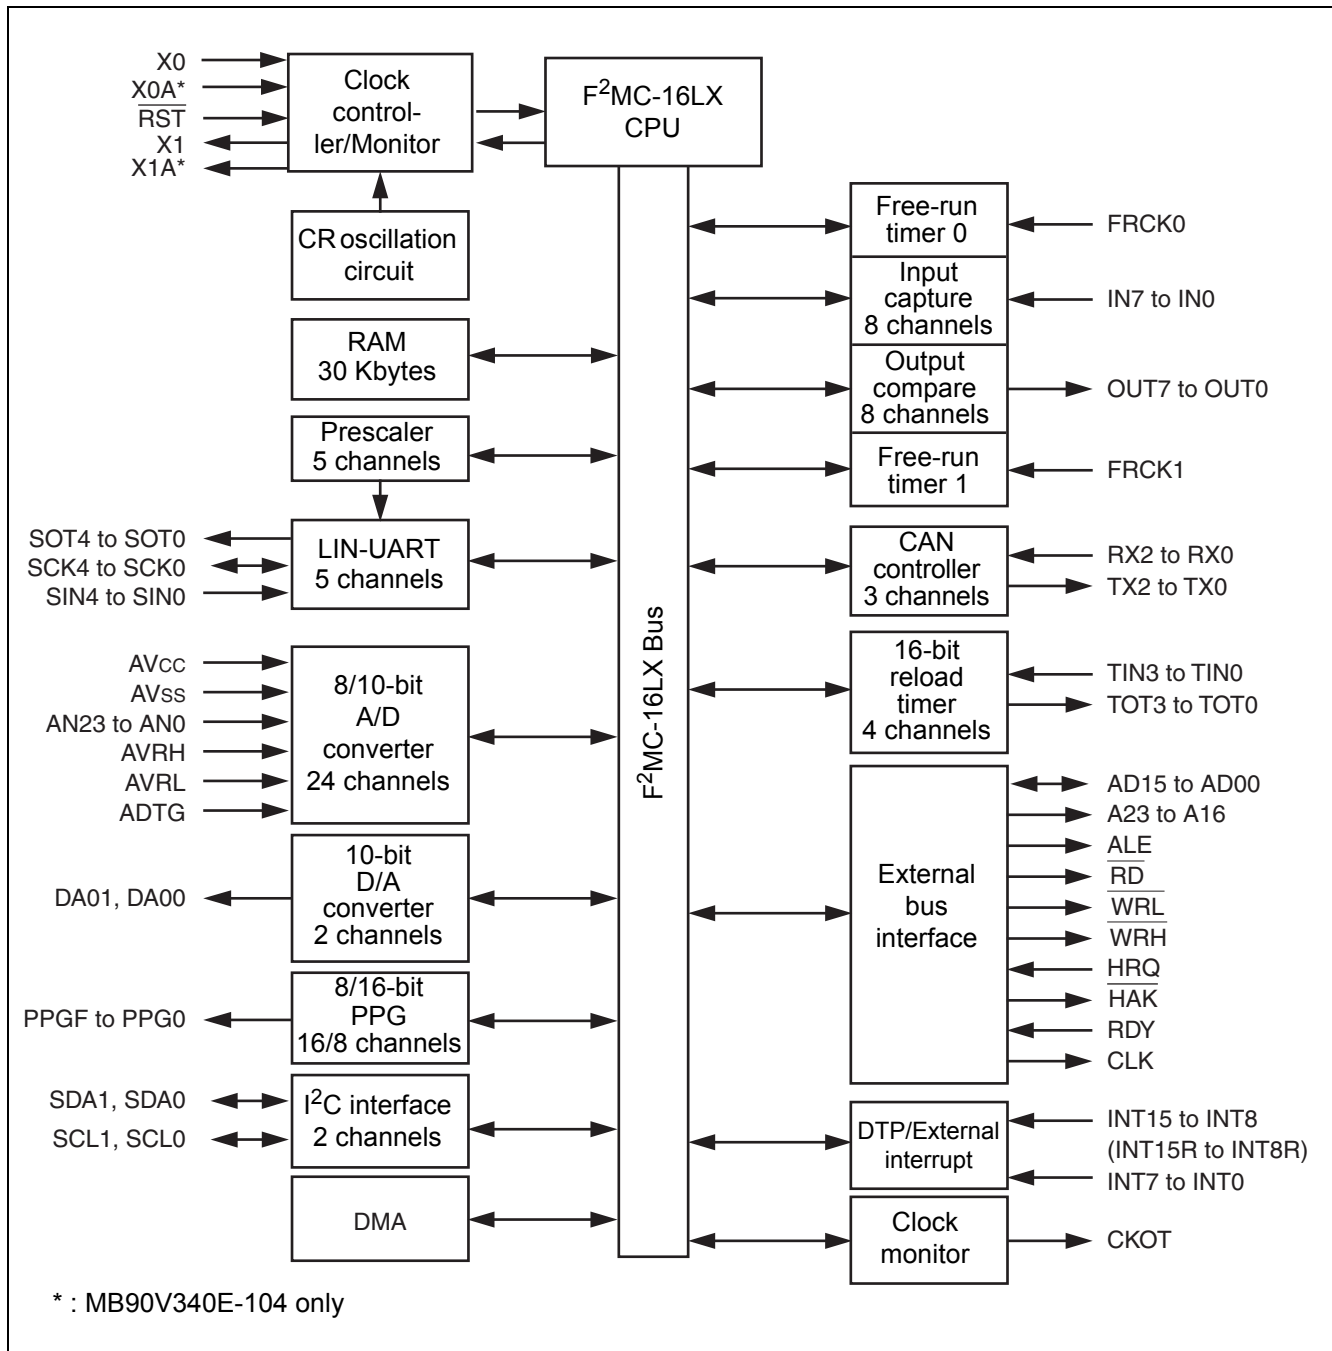 X0
X0A*
RST
X1
X1A*
Clock
control-
ler/Monitor
F²MC-16LX
CPU
CR oscillation
circuit
RAM
30 Kbytes
Prescaler
5 channels
SOT4 to SOT0
SCK4 to SCK0
SIN4 to SIN0
LIN-UART
5 channels
AVCC
AVSS
AN23 to AN0
AVRH
AVRL
ADTG
8/10-bit
A/D
converter
24 channels
DA01, DA00
10-bit
D/A
converter
2 channels
PPGF to PPG0
8/16-bit
PPG
16/8 channels
SDA1, SDA0
SCL1, SCL0
I²C interface
2 channels
DMA
F²MC-16LX Bus
Free-run
timer 0
FRCK0
Input
capture
8 channels
IN7 to IN0
Output
compare
8 channels
OUT7 to OUT0
Free-run
timer 1
FRCK1
CAN
controller
3 channels
RX2 to RX0
TX2 to TX0
16-bit
reload
timer
4 channels
TIN3 to TIN0
TOT3 to TOT0
External
bus
interface
AD15 to AD00
A23 to A16
ALE
RD
WRL
WRH
HRQ
HAK
RDY
CLK
DTP/External
interrupt
INT15 to INT8
(INT15R to INT8R)
INT7 to INT0
Clock
monitor
CKOT
* : MB90V340E-104 only